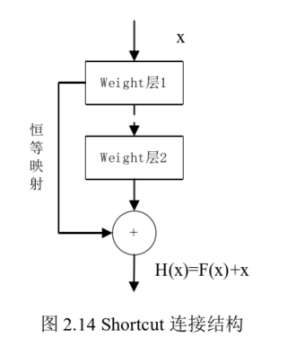 x
Weight层1
恒等映射
Weight层2
+
H(x)=F(x)+x
图 2.14 Shortcut 连接结构